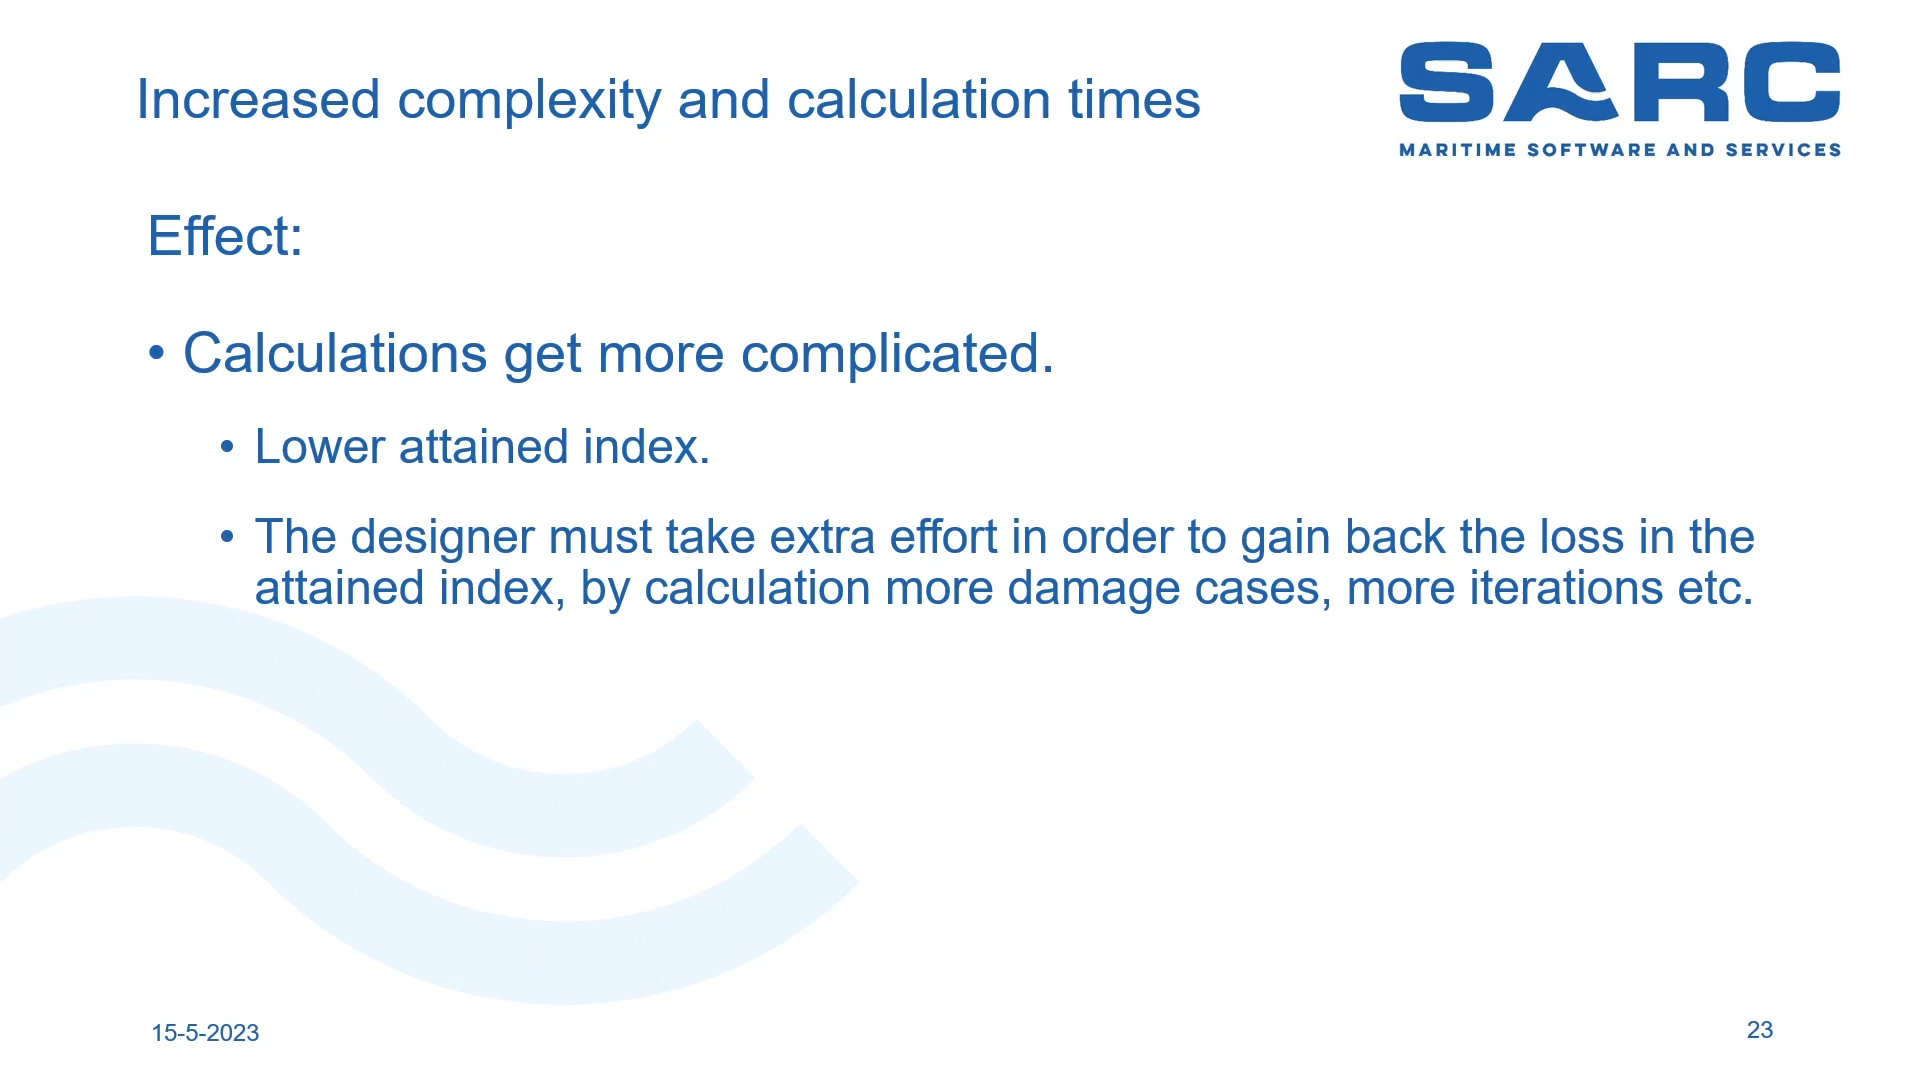 Increased complexity and calculation times
SARC
MARITIME SOFTWARE AND SERVICES
Effect:
• Calculations get more complicated.
• Lower attained index.
• The designer must take extra effort in order to gain back the loss in the
attained index, by calculation more damage cases, more iterations etc.
15-5-2023
23